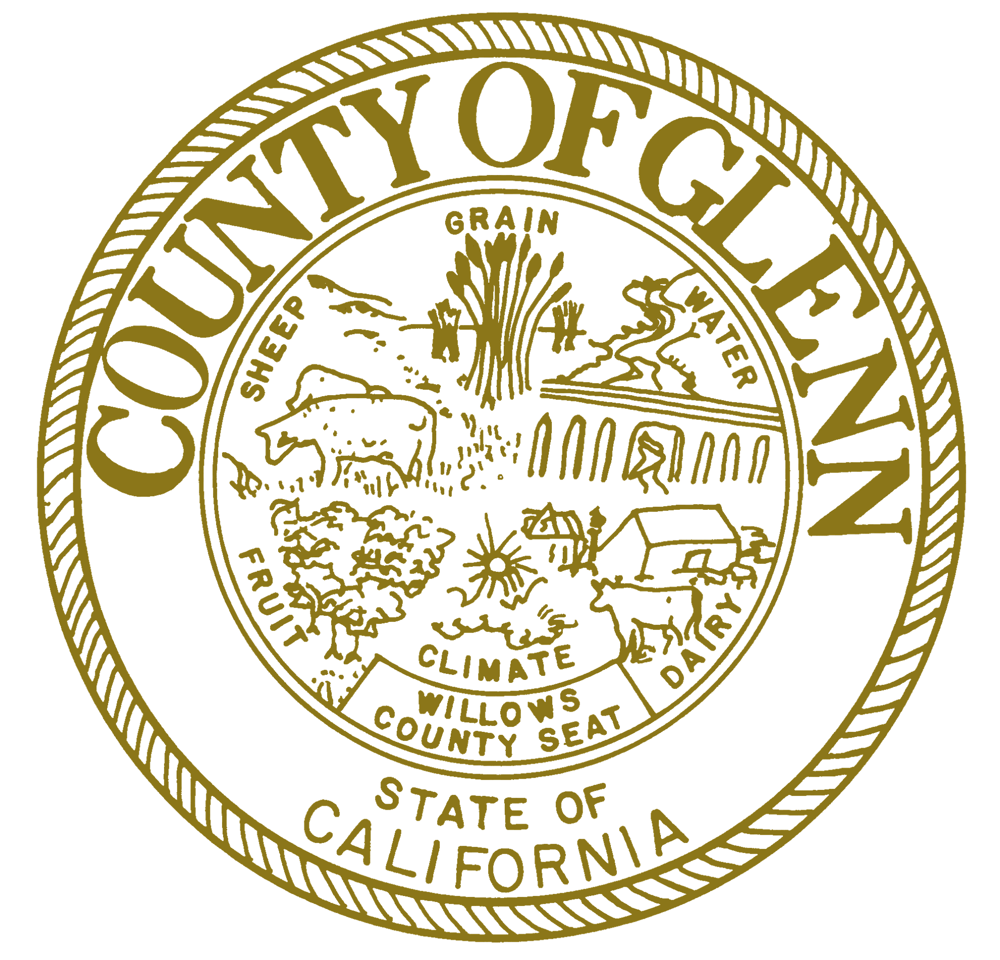 COUNTY OF GLENN
GRAIN
SHEEP
WATER
FRUIT
CLIMATE
DAIRY
WILLOWS
COUNTY SEAT
STATE OF
CALIFORNIA